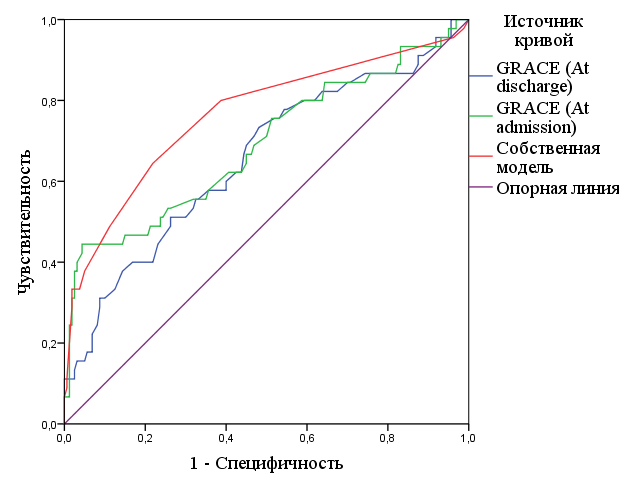 Источник
кривой
GRACE (At
discharge)
GRACE (At
admission)
Собственная
модель
Опорная линия
1,0
0,8
0,6
0,4
0,2
0,0
Чувствительность
0,0 0,2 0,4 0,6 0,8 1,0
1 - Специфичность